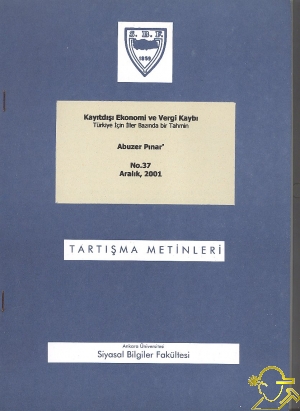 S.B.F.
1859
Kayıtdışı Ekonomi ve Vergi Kaybı
Türkiye İçin İller Bazında bir Tahmin
Abuzer Pınar*
No.37
Aralık, 2001
TARTIŞMA METİNLERİ
Ankara Üniversitesi
Siyasal Bilgiler Fakültesi